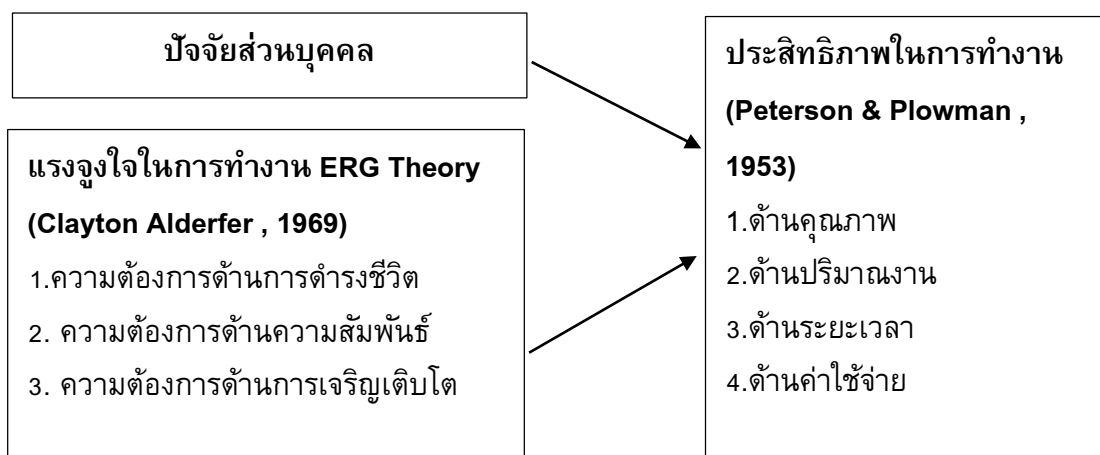 ปัจจัยส่วนบุคคล
แรงจูงใจในการทำงาน ERG Theory
(Clayton Alderfer , 1969)
1.ความต้องการด้านการดำรงชีวิต
2. ความต้องการด้านความสัมพันธ์
3. ความต้องการด้านการเจริญเติบโต
ประสิทธิภาพในการทำงาน
(Peterson & Plowman ,
1953)
1.ด้านคุณภาพ
2.ด้านปริมาณงาน
3.ด้านระยะเวลา
4.ด้านค่าใช้จ่าย